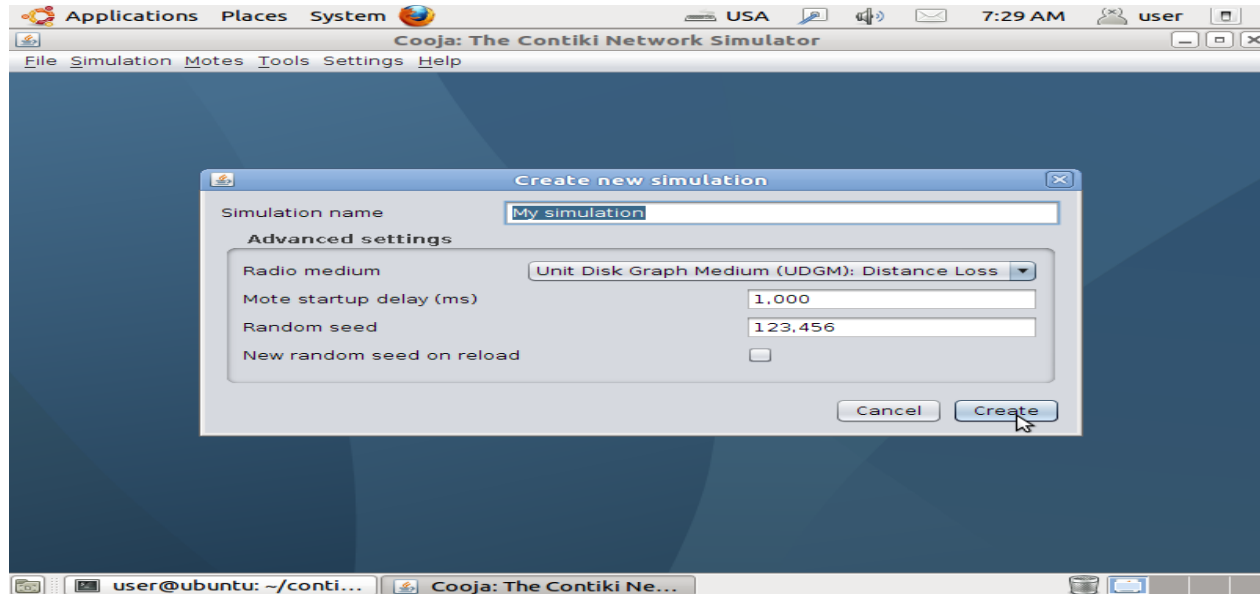 Applications Places System USA 7:29 AM user
Cooja: The Contiki Network Simulator
File Simulation Motes Tools Settings Help
Create new simulation
Simulation name My simulation
Advanced settings
Radio medium Unit Disk Graph Medium (UDGM): Distance Loss
Mote startup delay (ms) 1,000
Random seed 123,456
New random seed on reload
Cancel Create
user@ubuntu: ~/conti... Cooja: The Contiki Ne...